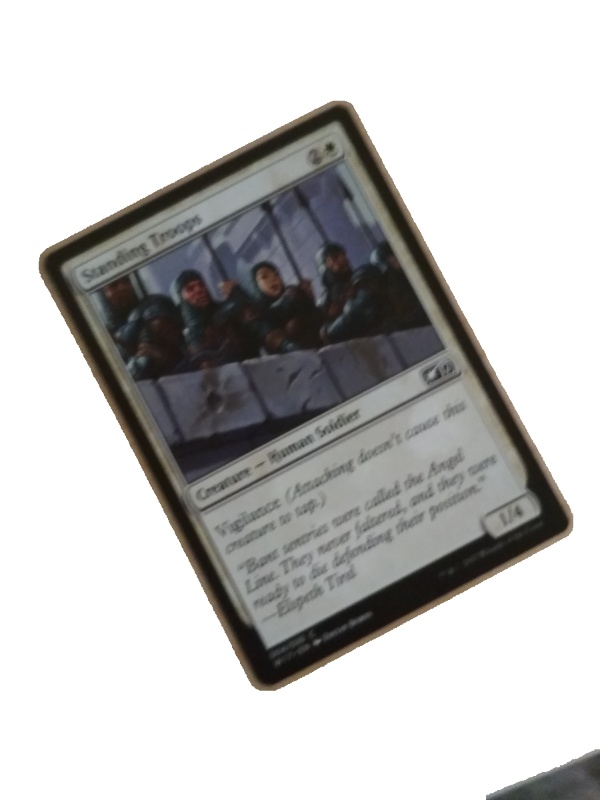 Standing Troops
2
Creature — Human Soldier
Vigilance (Attacking doesn't cause this
creature to tap.)
"Bant sentries were called the Angel
Line. They never faltered, and they were
ready to die defending their position."
—Elspeth Tirel
1/4